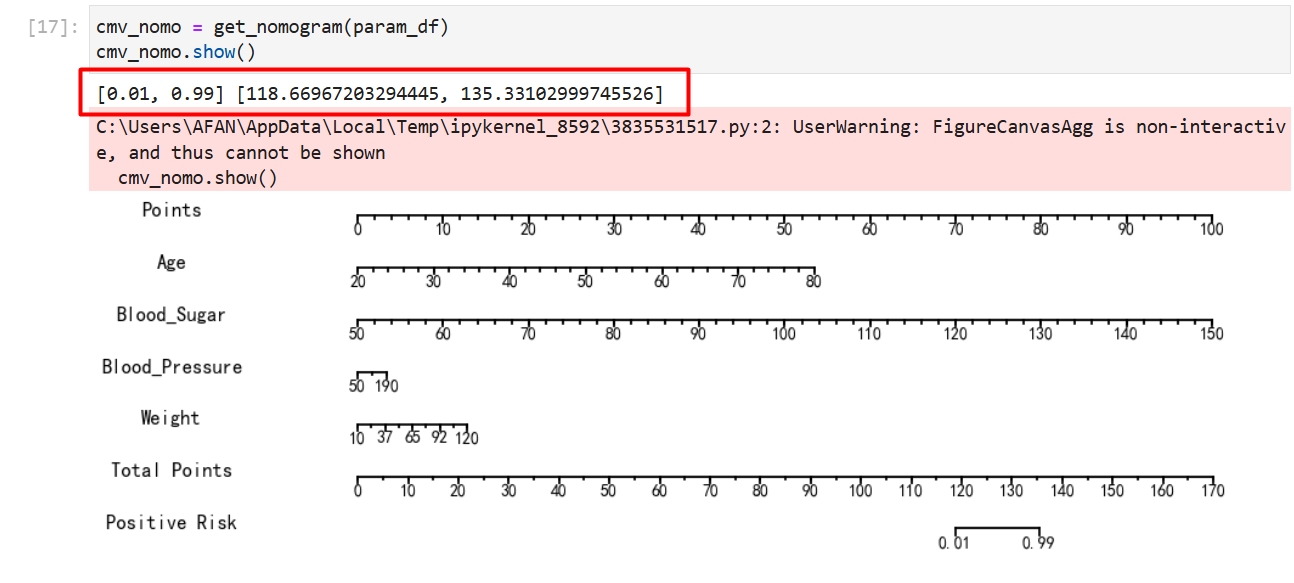 [17]: cmv_nomo = get_nomogram(param_df)
cmv_nomo.show()
[0.01, 0.99] [118.66967203294445, 135.33102999745526]
C:\Users\AFAN\AppData\Local\Temp\ipykernel_8592\3835531517.py:2: UserWarning: FigureCanvasAgg is non-interactiv
e, and thus cannot be shown
cmv_nomo.show()
Points
0 10 20 30 40 50 60 70 80 90 100
Age
20 30 40 50 60 70 80
Blood_Sugar
50 60 70 80 90 100 110 120 130 140 150
Blood_Pressure
50 190
Weight
10 37 65 92 120
Total Points
0 10 20 30 40 50 60 70 80 90 100 110 120 130 140 150 160 170
Positive Risk
0.01 0.99